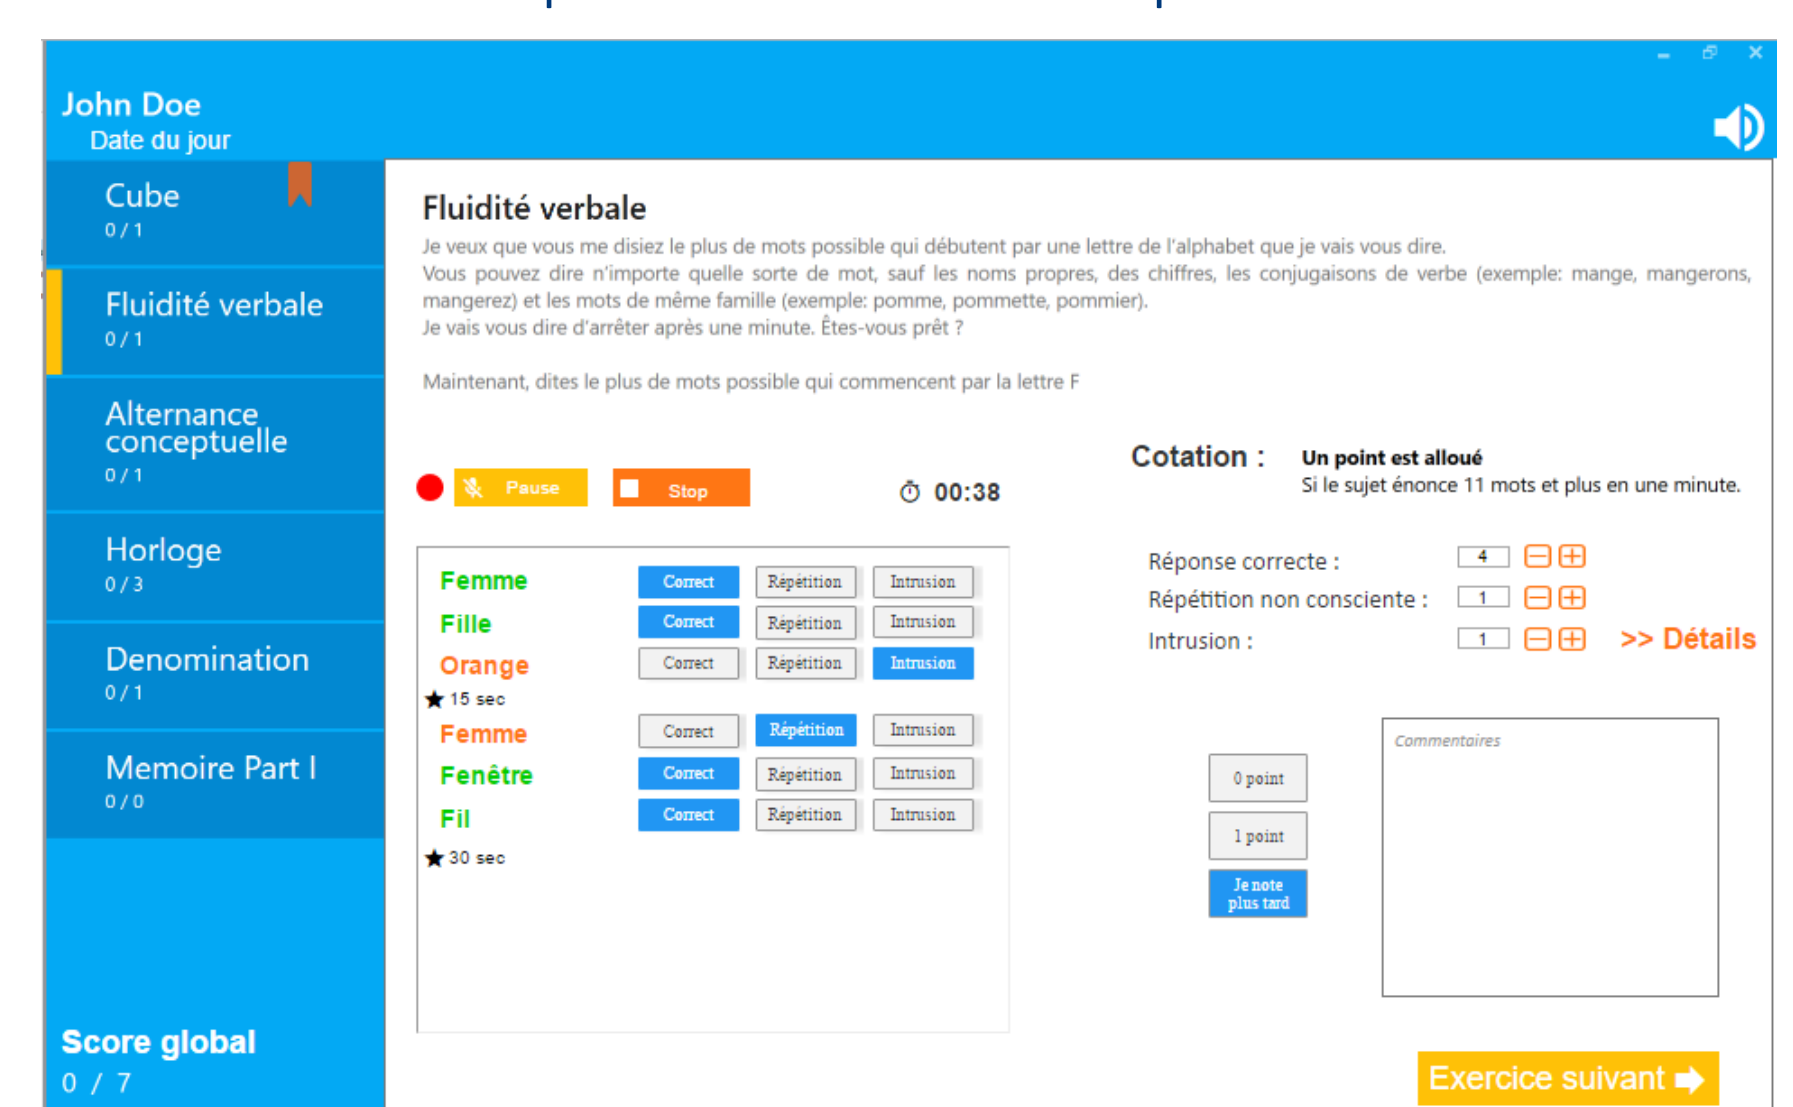 John Doe
Date du jour
Cube
0 / 1
Fluidité verbale
0 / 1
Alternance
conceptuelle
0 / 1
Horloge
0 / 3
Denomination
0 / 1
Memoire Part I
0 / 0
Score global
0 / 7
Fluidité verbale
Je veux que vous me disiez le plus de mots possible qui débutent par une lettre de l'alphabet que je vais vous dire.
Vous pouvez dire n'importe quelle sorte de mot, sauf les noms propres, des chiffres, les conjugaisons de verbe (exemple: mange, mangerons,
mangerez) et les mots de même famille (exemple: pomme, pommette, pommier).
Je vais vous dire d'arrêter après une minute. Êtes-vous prêt ?
Maintenant, dites le plus de mots possible qui commencent par la lettre F
Pause Stop 00:38
Femme Correct Répétition Intrusion
Fille Correct Répétition Intrusion
Orange Correct Répétition Intrusion
★ 15 sec
Femme Correct Répétition Intrusion
Fenêtre Correct Répétition Intrusion
Fil Correct Répétition Intrusion
★ 30 sec
Cotation : Un point est alloué
Si le sujet énonce 11 mots et plus en une minute.
Réponse correcte : 4
Répétition non consciente : 1
Intrusion : 1 >> Détails
0 point
1 point
Je note
plus tard
Commentaires
Exercice suivant